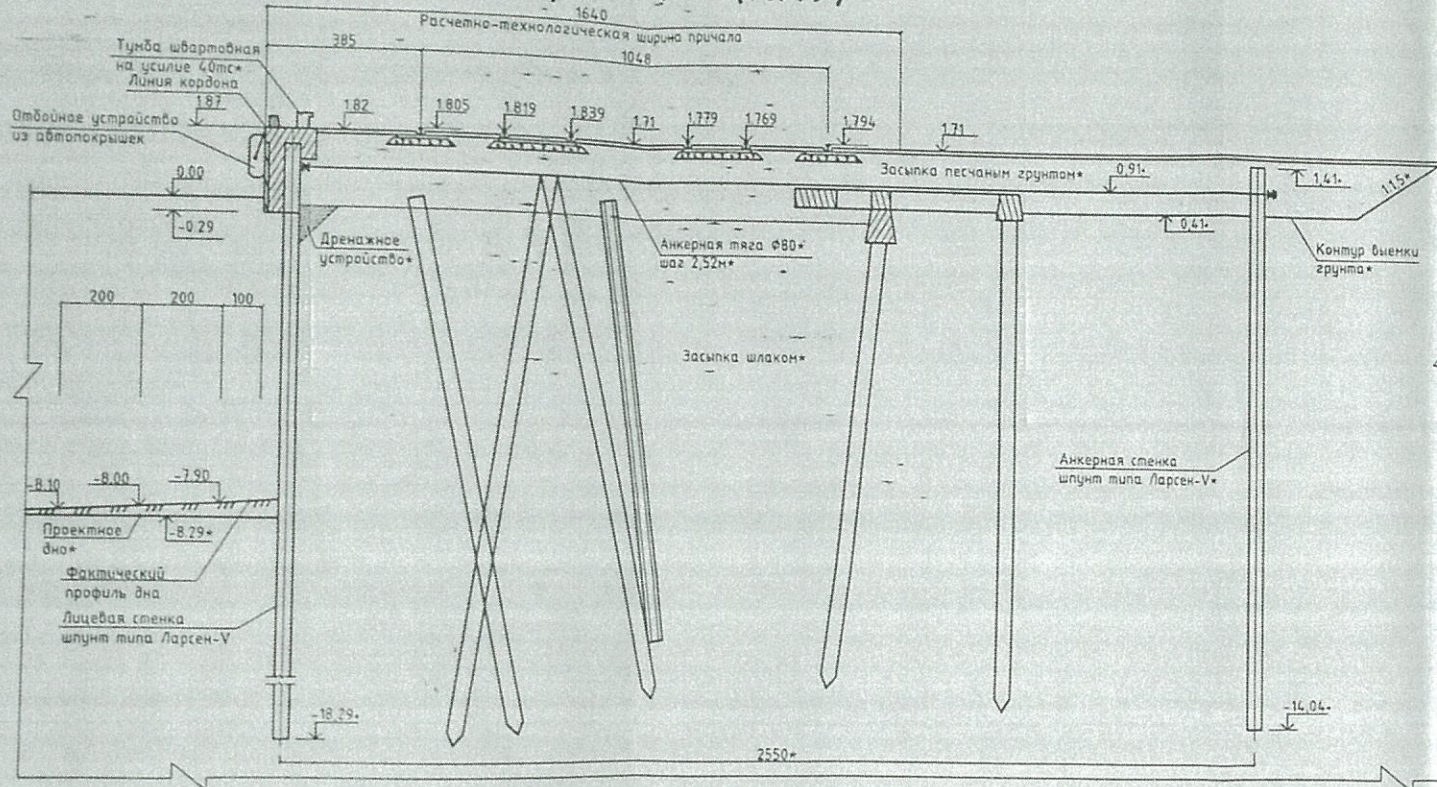 1640
Расчетно-технологическая ширина причала
385
1048
Тумба швартовная
на усилие 40тс*
Линия кордона
1.87
Отбойное устройство
из автопокрышек
1.82
1.805
1.819
1.839
1.71
1.779
1.769
1.794
1.71
Засыпка песчаным грунтом*
0,91*
1,41*
1:1.5*
0.00
-0.29
0,41*
Дренажное
устройство*
Анкерная тяга Ф80*
шаг 2,52м*
Контур выемки
грунта*
200
200
100
Засыпка шлаком*
Анкерная стенка
шпунт типа Ларсен-V*
-8.10
-8.00
-7.90
Проектное
дно*
-8.29*
Фактический
профиль дна
Лицевая стенка
шпунт типа Ларсен-V
-18,29*
-14,04*
2550*